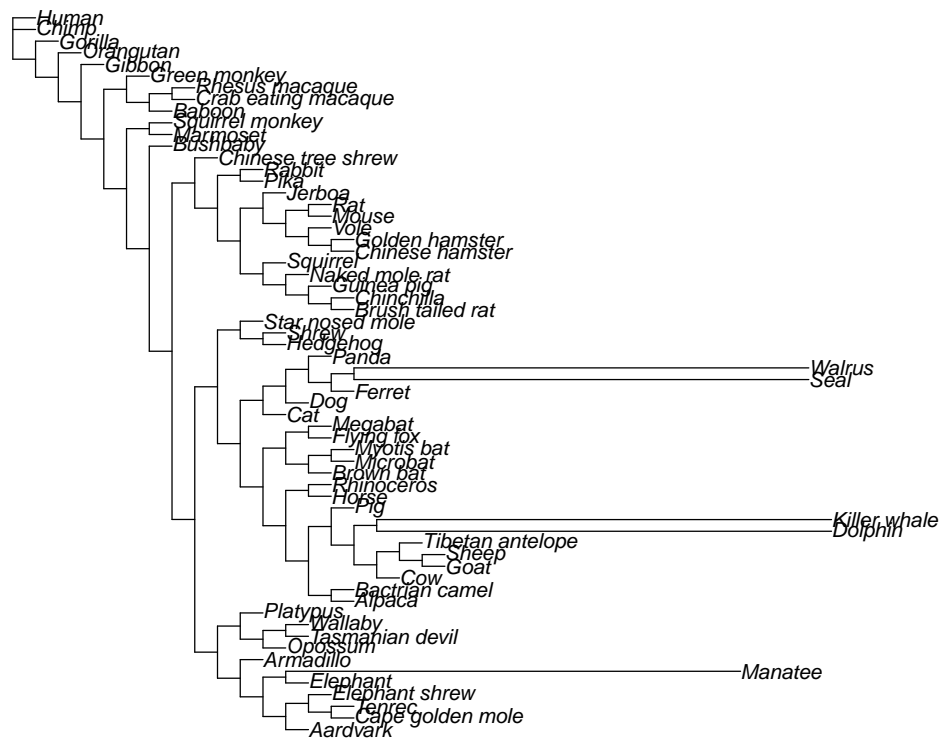 Human
Chimp
Gorilla
Orangutan
Gibbon
Green monkey
Rhesus macaque
Crab eating macaque
Baboon
Squirrel monkey
Marmoset
Bushbaby
Chinese tree shrew
Rabbit
Pika
Jerboa
Rat
Mouse
Vole
Golden hamster
Chinese hamster
Squirrel
Naked mole rat
Guinea pig
Chinchilla
Brush tailed rat
Star nosed mole
Shrew
Hedgehog
Panda
Walrus
Seal
Ferret
Dog
Cat
Megabat
Flying fox
Myotis bat
Microbat
Brown bat
Rhinoceros
Horse
Pig
Killer whale
Dolphin
Tibetan antelope
Sheep
Goat
Cow
Bactrian camel
Alpaca
Platypus
Wallaby
Tasmanian devil
Opossum
Armadillo
Manatee
Elephant
Elephant shrew
Tenrec
Cape golden mole
Aardvark